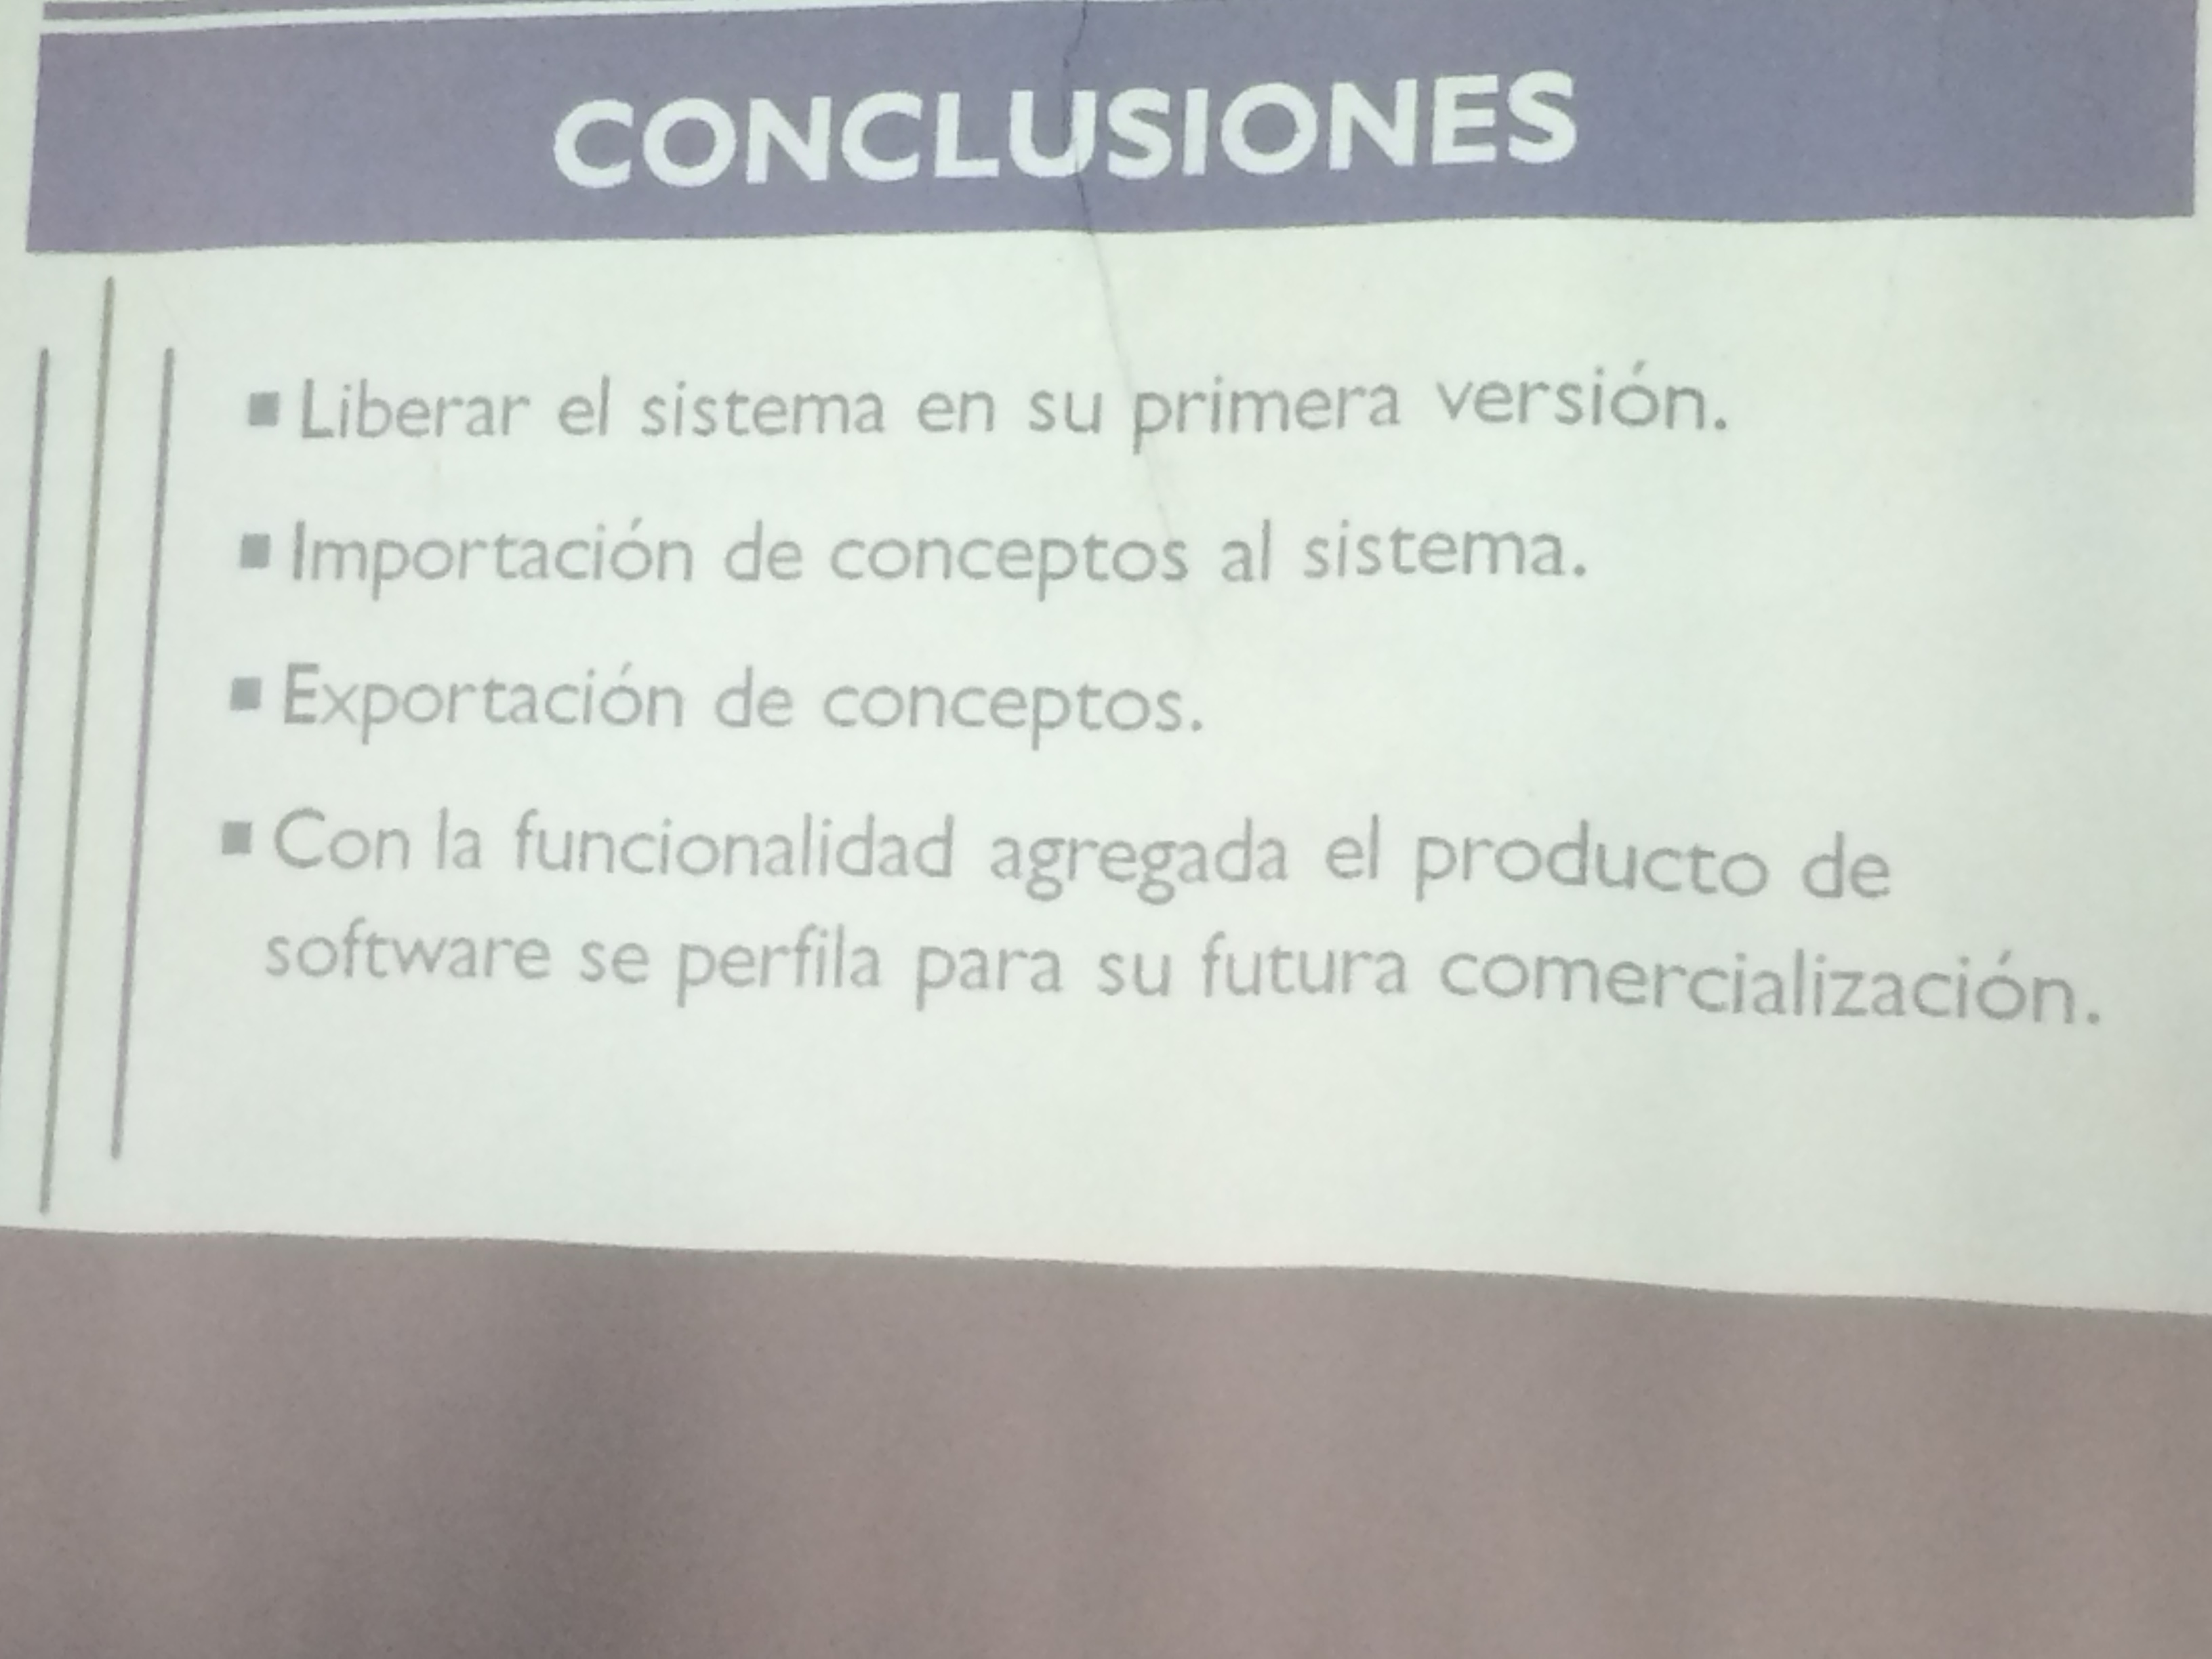 CONCLUSIONES
▪ Liberar el sistema en su primera versión.
▪ Importación de conceptos al sistema.
▪ Exportación de conceptos.
▪ Con la funcionalidad agregada el producto de
software se perfila para su futura comercialización.